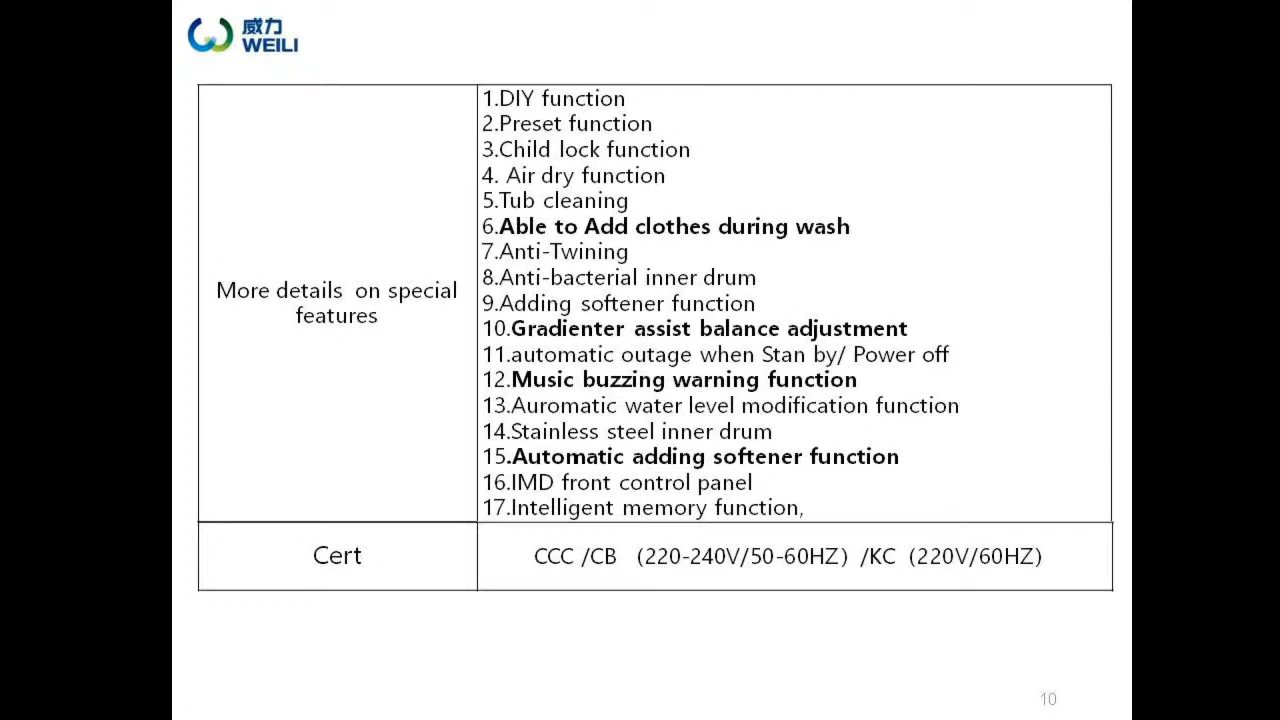 威力
WEILI
More details on special
features
1.DIY function
2.Preset function
3.Child lock function
4. Air dry function
5.Tub cleaning
6.Able to Add clothes during wash
7.Anti-Twining
8.Anti-bacterial inner drum
9.Adding softener function
10.Gradienter assist balance adjustment
11.automatic outage when Stan by/ Power off
12.Music buzzing warning function
13.Auromatic water level modification function
14.Stainless steel inner drum
15.Automatic adding softener function
16.IMD front control panel
17.Intelligent memory function,
Cert
CCC /CB （220-240V/50-60HZ）/KC（220V/60HZ）
10